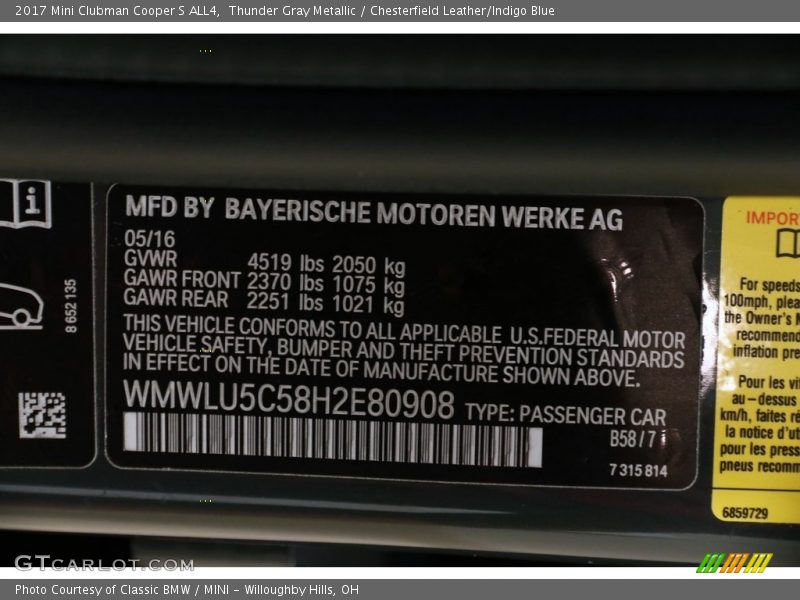 2017 Mini Clubman Cooper S ALL4,  Thunder Gray Metallic / Chesterfield Leather/Indigo Blue
i
8 652 135
MFD BY BAYERISCHE MOTOREN WERKE AG
05/16
GVWR 4519 lbs 2050 kg
GAWR FRONT 2370 lbs 1075 kg
GAWR REAR 2251 lbs 1021 kg
THIS VEHICLE CONFORMS TO ALL APPLICABLE U.S.FEDERAL MOTOR
VEHICLE SAFETY, BUMPER AND THEFT PREVENTION STANDARDS
IN EFFECT ON THE DATE OF MANUFACTURE SHOWN ABOVE.
WMWLU5C58H2E80908 TYPE: PASSENGER CAR
B58/7
7 315 814
IMPOR
For speeds
100mph, plea
the Owner's M
recommend
inflation pre
Pour les vit
au-dessus
km/h, faites ré
la notice d'ut
pour les press
pneus recomm
6859729
GTcarlot.com
Photo Courtesy of Classic BMW / MINI - Willoughby Hills, OH